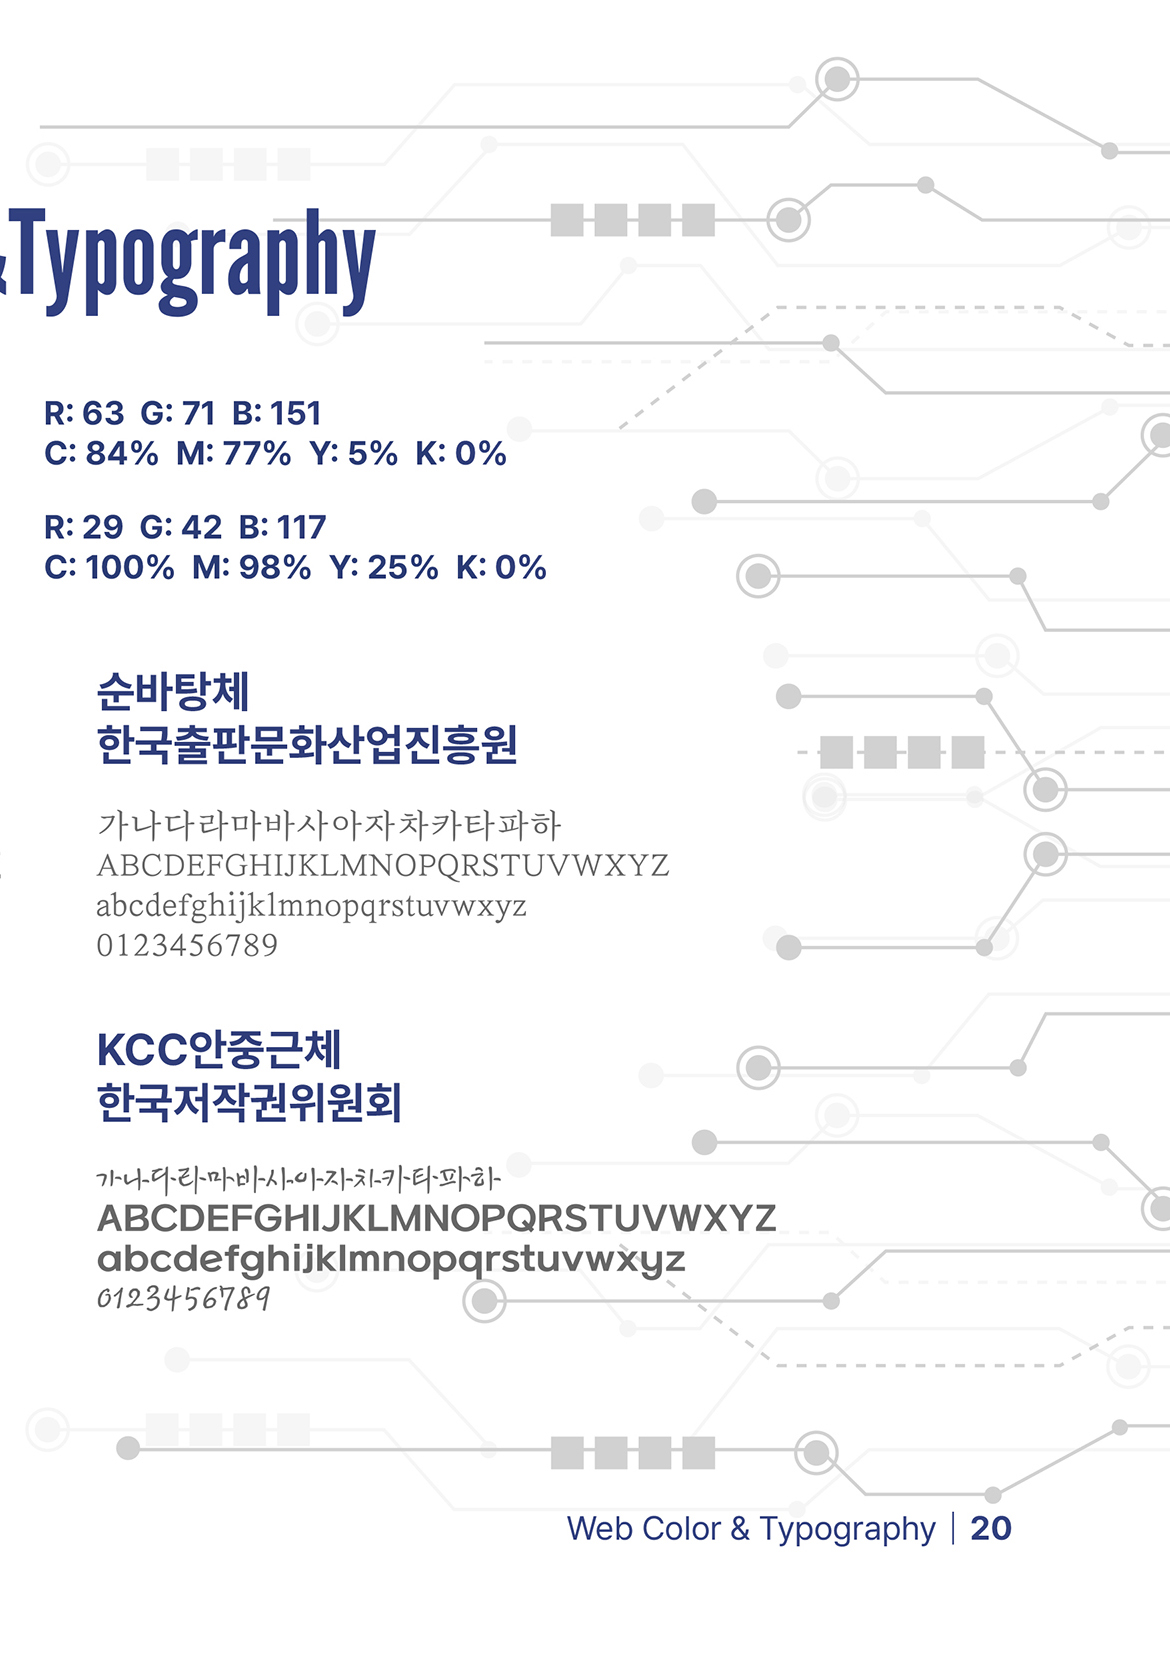 &Typography
R: 63 G: 71 B: 151
C: 84% M: 77% Y: 5% K: 0%
R: 29 G: 42 B: 117
C: 100% M: 98% Y: 25% K: 0%
순바탕체
한국출판문화산업진흥원
가나다라마바사아자차카타파하
ABCDEFGHIJKLMNOPQRSTUVWXYZ
abcdefghijklmnopqrstuvwxyz
0123456789
KCC안중근체
한국저작권위원회
가나다라마바사아자차카타파하
ABCDEFGHIJKLMNOPQRSTUVWXYZ
abcdefghijklmnopqrstuvwxyz
0123456789
Web Color & Typography | 20